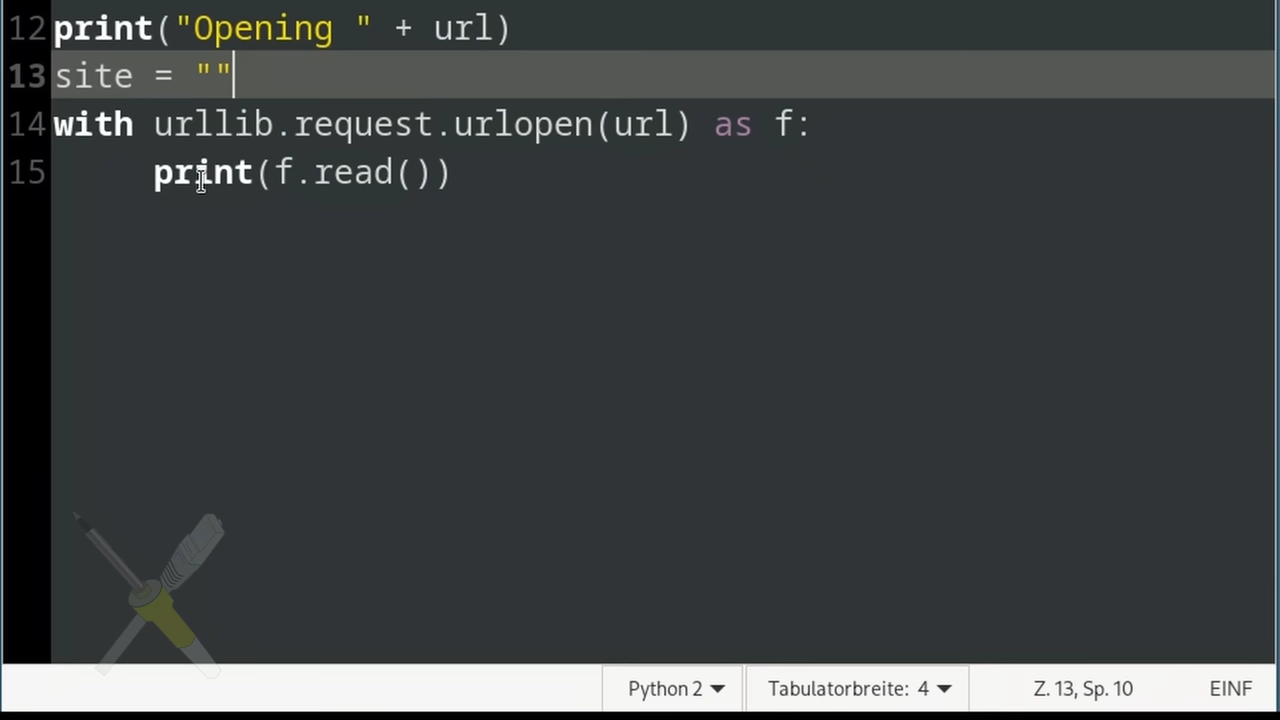 12 print("Opening " + url)
13 site = ""
14 with urllib.request.urlopen(url) as f:
15     print(f.read())
Python 2 Tabulatorbreite: 4 Z. 13, Sp. 10 EINF